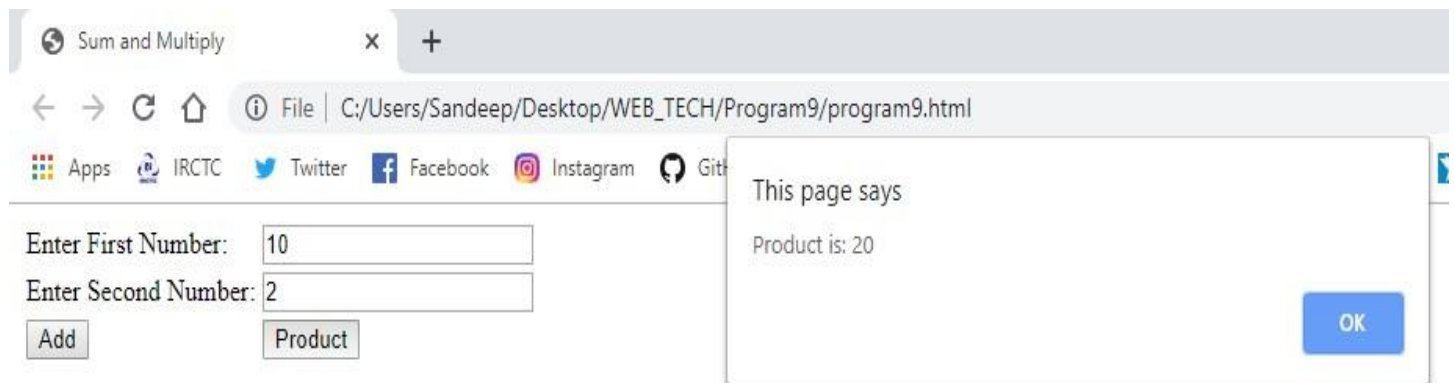 Sum and Multiply
File | C:/Users/Sandeep/Desktop/WEB_TECH/Program9/program9.html
Apps IRCTC Twitter Facebook Instagram
This page says
Product is: 20
OK
Enter First Number: 10
Enter Second Number: 2
Add Product